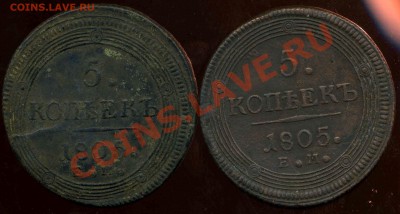 COINS.LAVE.RU
5
КОПѢЕКЪ
5.
КОПѢЕКЪ
1805.
Е.М.
COINS.LAVE.RU